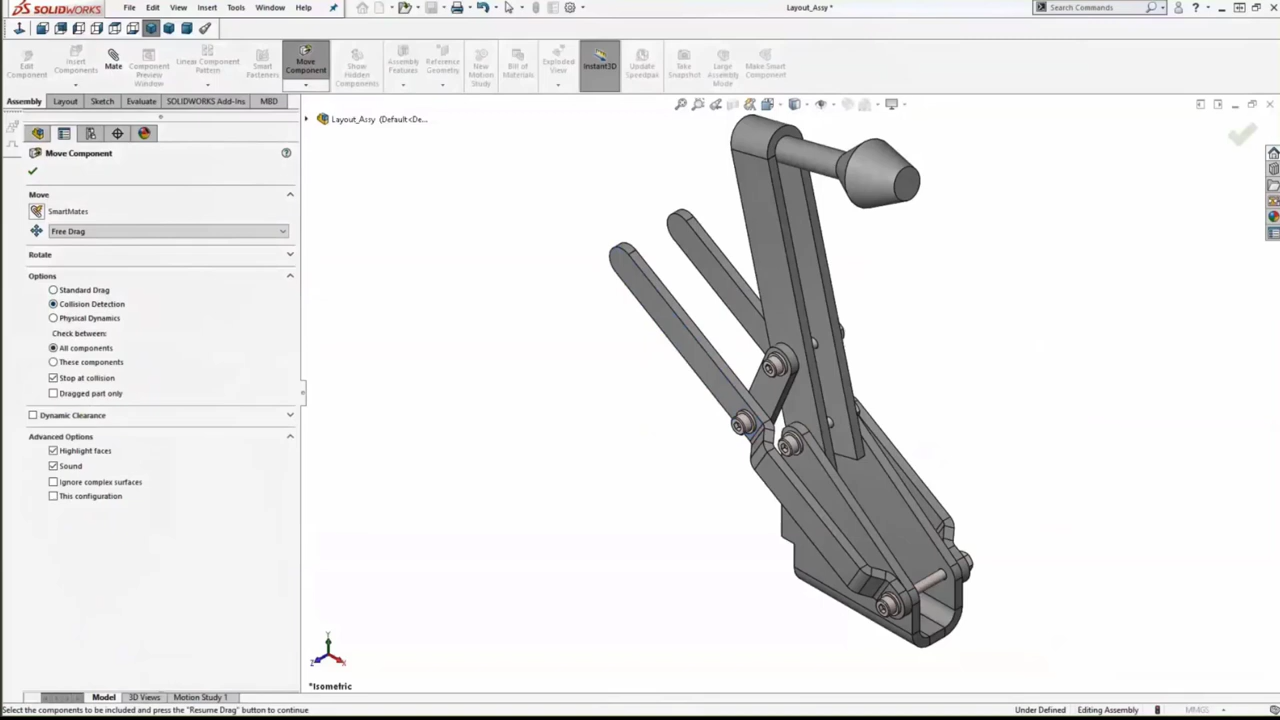 SOLIDWORKS File Edit View Insert Tools Window Help Layout_Assy * Search Commands
Edit Component
Insert Components
Mate
Component Preview Window
Linear Component Pattern
Smart Fasteners
Move Component
Show Hidden Components
Assembly Features
Reference Geometry
New Motion Study
Bill of Materials
Exploded View
Instant3D
Update Speedpak
Take Snapshot
Large Assembly Mode
Make Smart Component
Assembly Layout Sketch Evaluate SOLIDWORKS Add-Ins MBD
Layout_Assy (Default<De...
Move Component
Move
SmartMates
Free Drag
Rotate
Options
Standard Drag
Collision Detection
Physical Dynamics
Check between:
All components
These components
Stop at collision
Dragged part only
Dynamic Clearance
Advanced Options
Highlight faces
Sound
Ignore complex surfaces
This configuration
Y
Z X
*Isometric
Model 3D Views Motion Study 1
Select the components to be included and press the "Resume Drag" button to continue Under Defined Editing Assembly MMGS